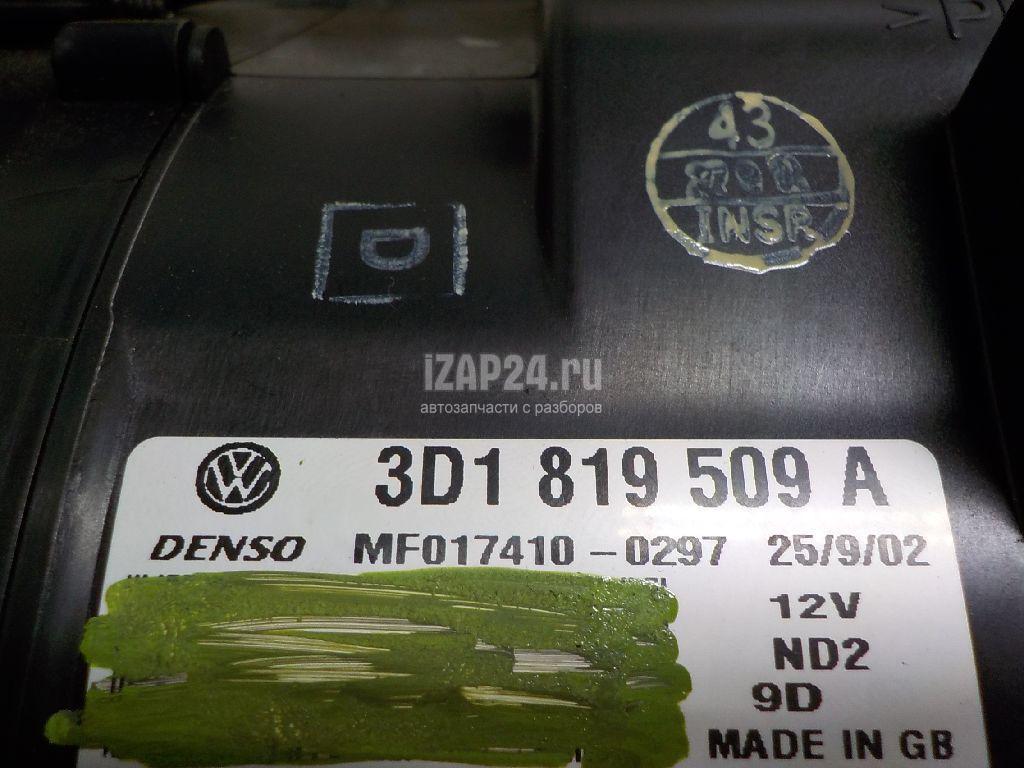 43
INSR
D
iZAP24.ru
автозапчасти с разборов
3D1 819 509 A
DENSO MF017410-0297 25/9/02
12V
ND2
9D
MADE IN GB